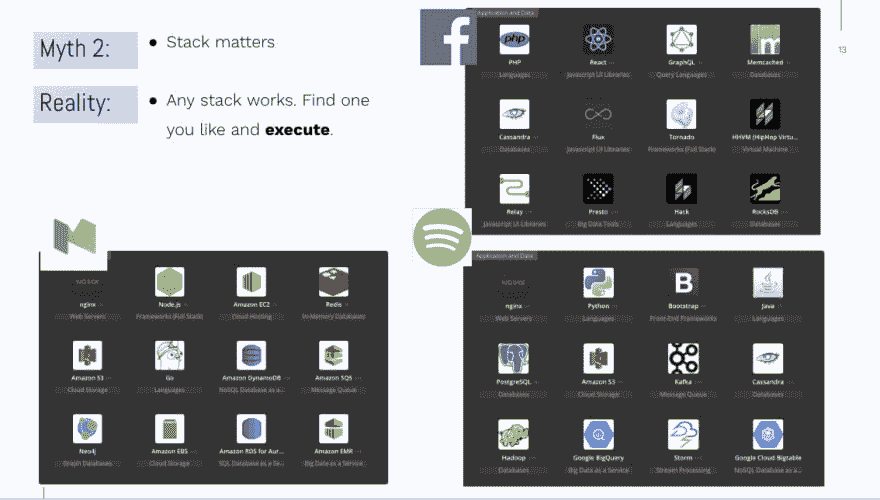 Myth 2:
• Stack matters
Reality:
• Any stack works. Find one
you like and execute.
13
Application and Data
php
PHP
React
GraphQL
Memcached
Languages
Javascript UI Libraries
Query Languages
Databases
Cassandra
Flux
Tornado
HHVM (HipHop Virtu...
Databases
Javascript UI Libraries
Frameworks (Full Stack)
Virtual Machine
Relay
Presto
Hack
RocksDB
Javascript UI Libraries
Big Data Tools
Languages
Databases
nginx
Node.js
Amazon EC2
Redis
Web Servers
Frameworks (Full Stack)
Cloud Hosting
In-Memory Databases
Amazon S3
Go
Amazon DynamoDB
Amazon SQS
Cloud Storage
Languages
NoSQL Database as a...
Message Queue
Neo4j
Amazon EBS
Amazon RDS for Aur...
Amazon EMR
Graph Databases
Cloud Storage
SQL Database as a Se...
Big Data as a Service
Application and Data
B
nginx
Python
Bootstrap
Java
Web Servers
Languages
Front-End Frameworks
Languages
PostgreSQL
Amazon S3
Kafka
Cassandra
Databases
Cloud Storage
Message Queue
Databases
Hadoop
Google BigQuery
Storm
Google Cloud Bigtable
Databases
Big Data as a Service
Stream Processing
NoSQL Database as a...